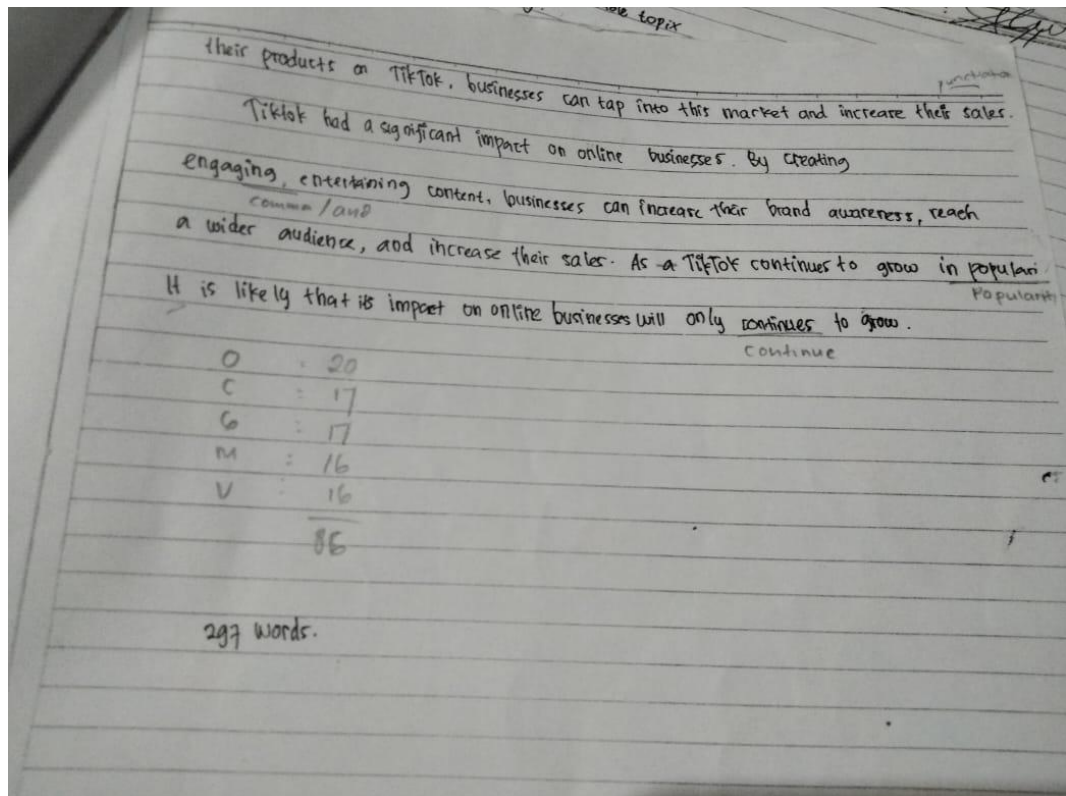 topix
punctuation
their products on TikTok, businesses can tap into this market and increase their sales.
Tiktok had a significant impact on online businesses. By creating
engaging, entertaining content, businesses can increase their brand awareness, reach
comma / and
a wider audience, and increase their sales. As a TikTok continues to grow in populari
Popularity
It is likely that its impact on online businesses will only continues to grow.
continue
O : 20
C : 17
G : 17
M : 16
V : 16
86
297 words.